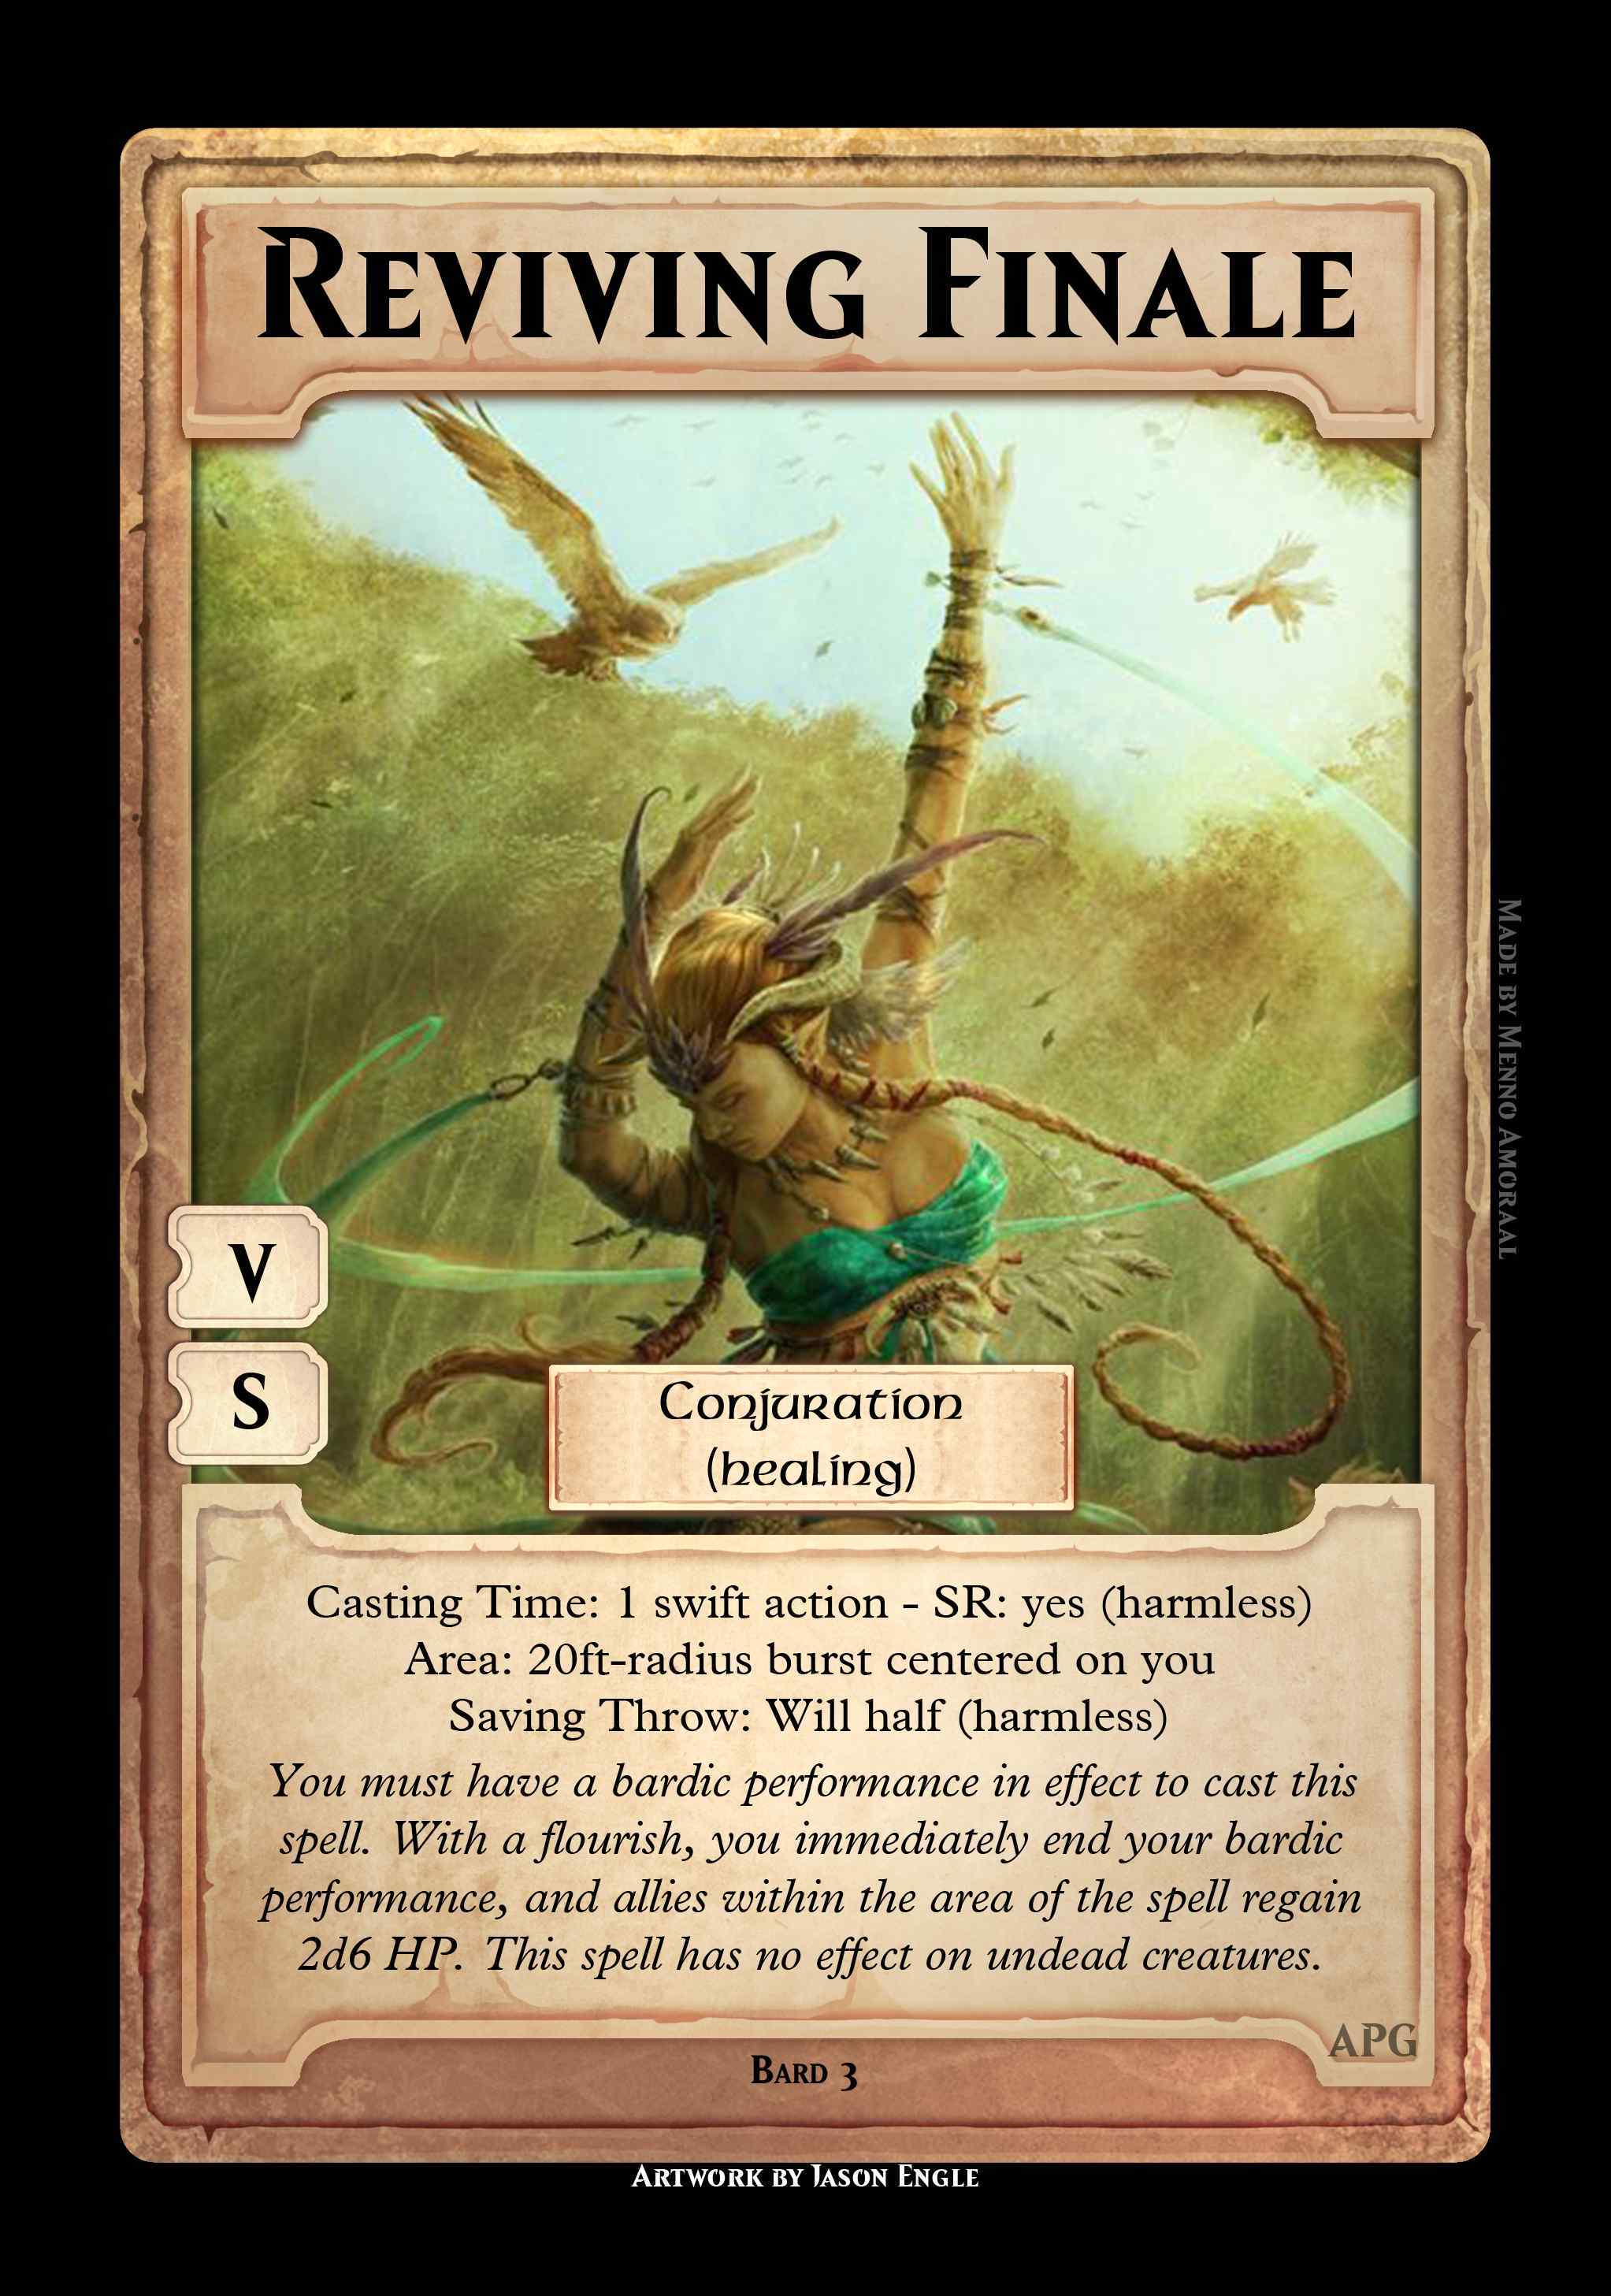 Reviving Finale
V
S
Conjuration
(healing)
Casting Time: 1 swift action - SR: yes (harmless)
Area: 20ft-radius burst centered on you
Saving Throw: Will half (harmless)
You must have a bardic performance in effect to cast this
spell. With a flourish, you immediately end your bardic
performance, and allies within the area of the spell regain
2d6 HP. This spell has no effect on undead creatures.
APG
Bard 3
Artwork by Jason Engle
Made by Menno Amoraal